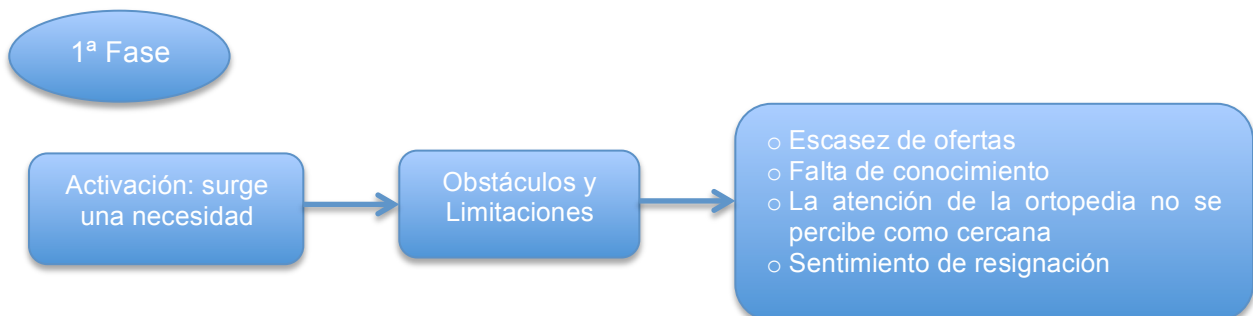 1ª Fase
Activación: surge
una necesidad
Obstáculos y
Limitaciones
o Escasez de ofertas
o Falta de conocimiento
o La atención de la ortopedia no se
percibe como cercana
o Sentimiento de resignación